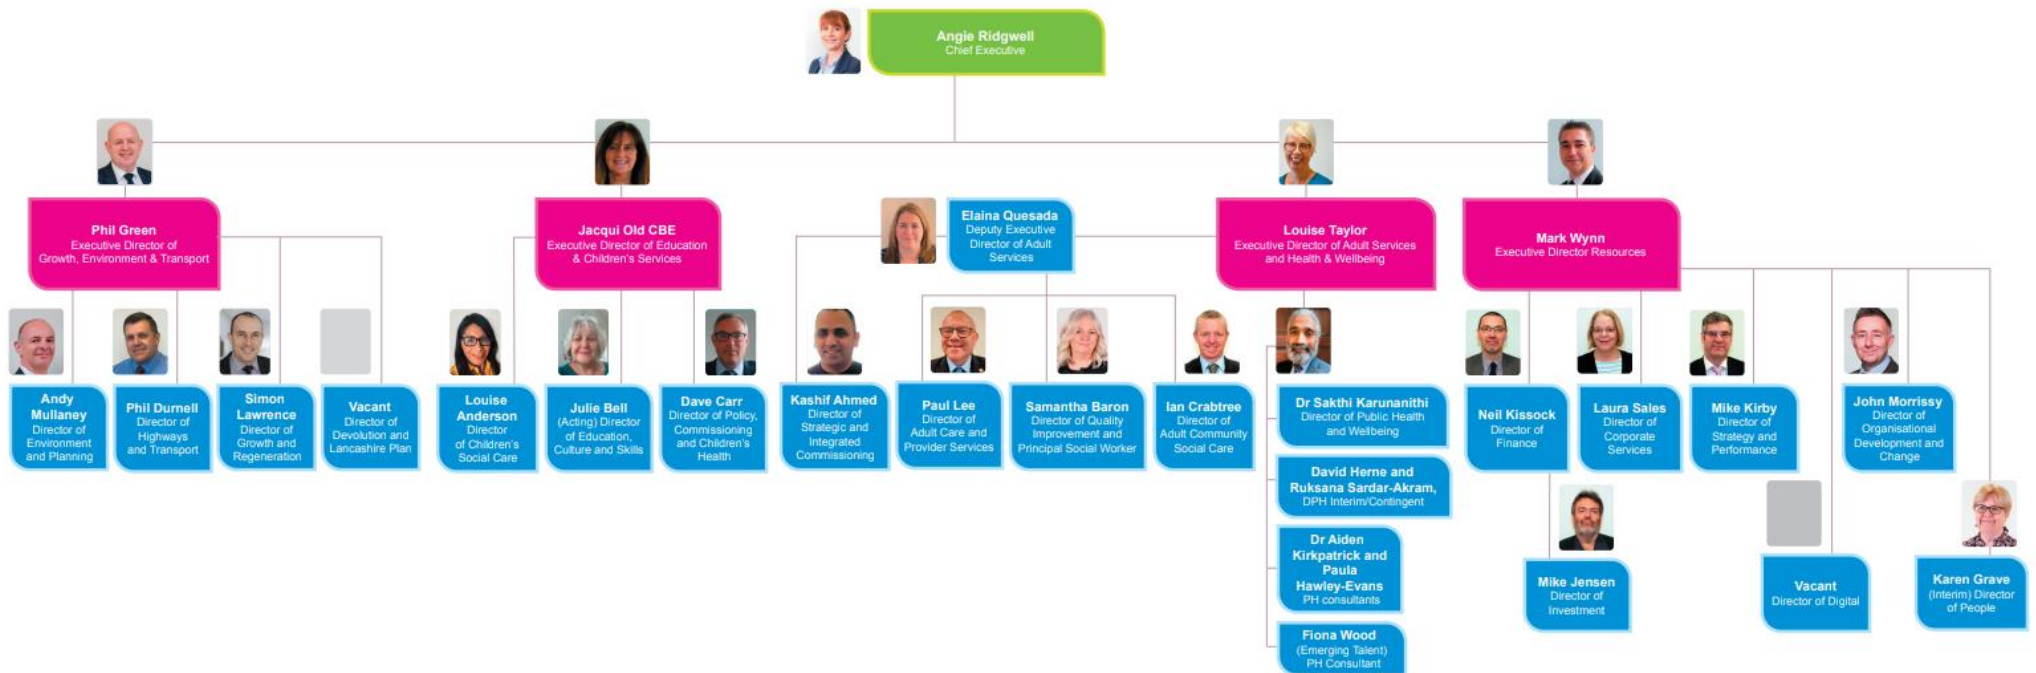 Angie Ridgwell
Chief Executive
Phil Green
Executive Director of
Growth, Environment & Transport
Jacqui Old CBE
Executive Director of Education
& Children's Services
Elaina Quesada
Deputy Executive
Director of Adult
Services
Louise Taylor
Executive Director of Adult Services
and Health & Wellbeing
Mark Wynn
Executive Director Resources
Andy
Mullaney
Director of
Environment
and Planning
Phil Durnell
Director of
Highways
and Transport
Simon
Lawrence
Director of
Growth and
Regeneration
Vacant
Director of
Devolution and
Lancashire Plan
Louise
Anderson
Director
of Children's
Social Care
Julie Bell
(Acting) Director
of Education,
Culture and Skills
Dave Carr
Director of Policy,
Commissioning
and Children's
Health
Kashif Ahmed
Director of
Strategic and
Integrated
Commissioning
Paul Lee
Director of
Adult Care and
Provider Services
Samantha Baron
Director of Quality
Improvement and
Principal Social Worker
Ian Crabtree
Director of
Adult Community
Social Care
Dr Sakthi Karunanithi
Director of Public Health
and Wellbeing
David Herne and
Ruksana Sardar-Akram,
DPH Interim/Contingent
Dr Aiden
Kirkpatrick and
Paula
Hawley-Evans
PH consultants
Fiona Wood
(Emerging Talent)
PH Consultant
Neil Kissock
Director of
Finance
Laura Sales
Director of
Corporate
Services
Mike Kirby
Director of
Strategy and
Performance
John Morrissy
Director of
Organisational
Development and
Change
Mike Jensen
Director of
Investment
Vacant
Director of Digital
Karen Grave
(Interim) Director
of People